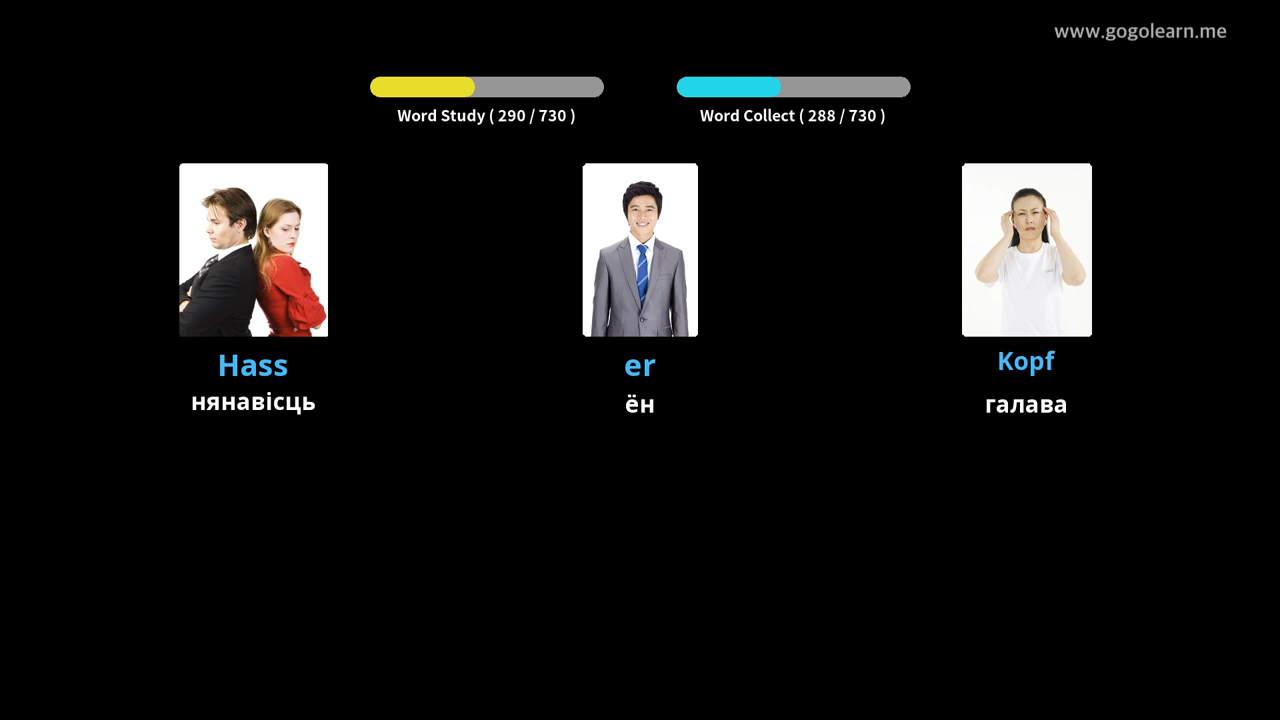 www.gogolearn.me
Word Study ( 290 / 730 )
Word Collect ( 288 / 730 )
Hass
нянавісць
er
ён
Kopf
галава